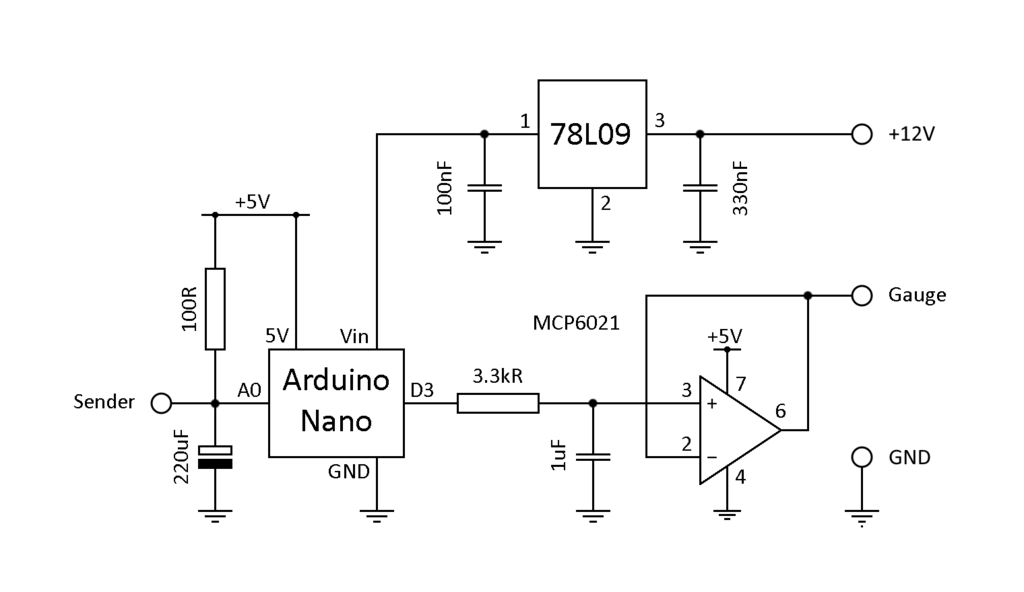 1
78L09
3
+12V
100nF
2
330nF
+5V
100R
5V
Vin
Arduino
Nano
A0
D3
GND
Sender
220uF
3.3kR
1uF
MCP6021
+5V
7
3
+
2
−
6
4
Gauge
GND